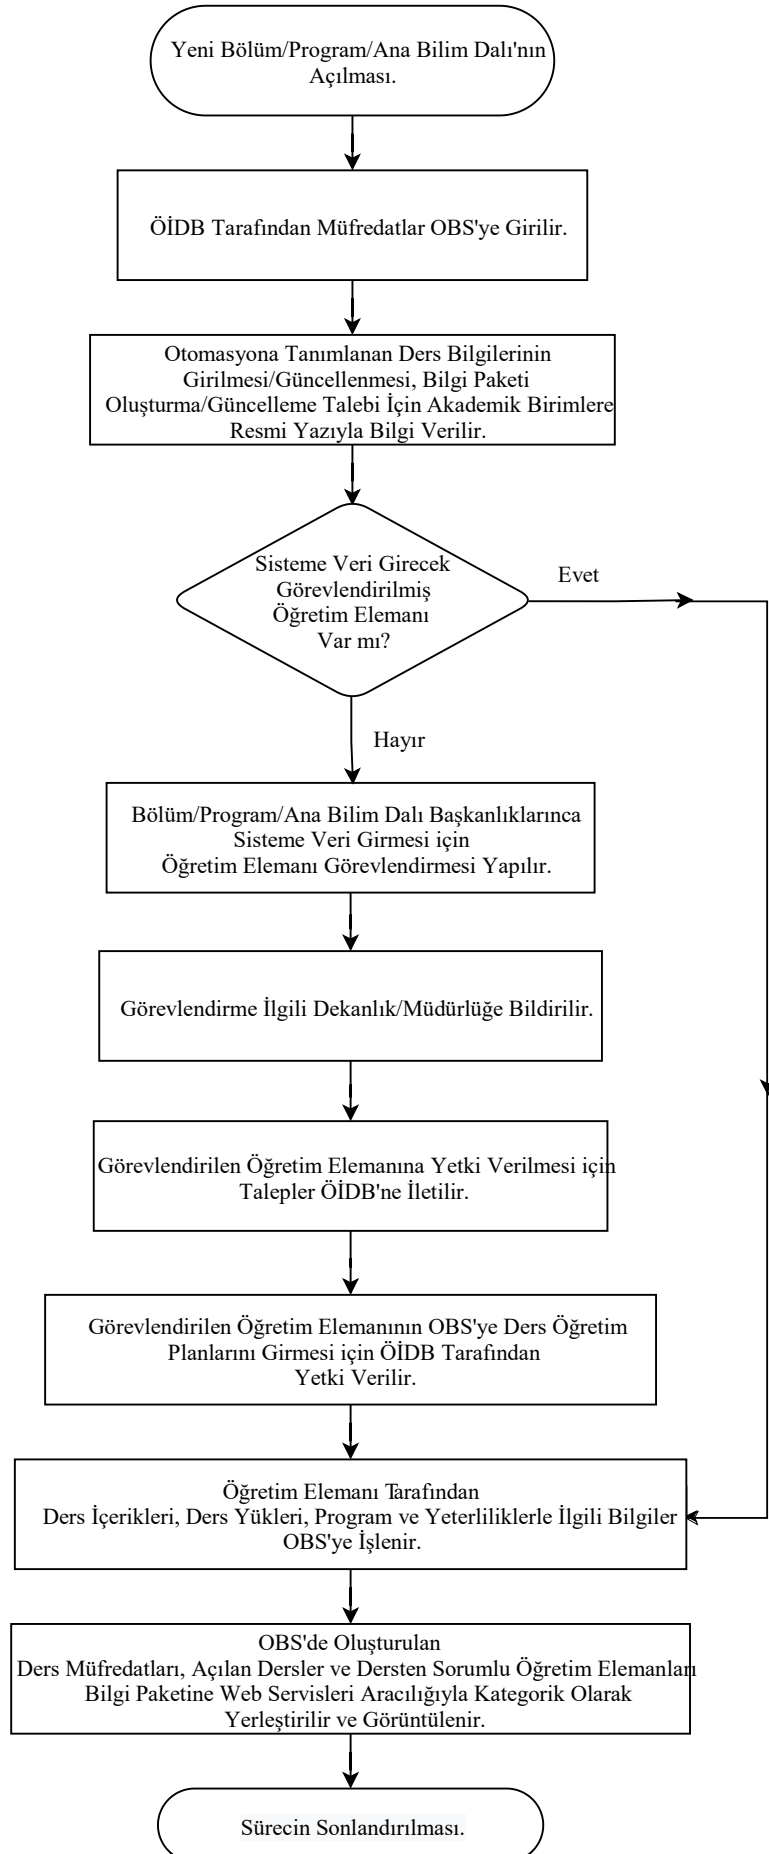 Yeni Bölüm/Program/Ana Bilim Dalı'nın
Açılması.
ÖİDB Tarafından Müfredatlar OBS'ye Girilir.
Otomasyona Tanımlanan Ders Bilgilerinin
Girilmesi/Güncellenmesi, Bilgi Paketi
Oluşturma/Güncelleme Talebi İçin Akademik Birimlere
Resmi Yazıyla Bilgi Verilir.
Sisteme Veri Girecek
Görevlendirilmiş
Öğretim Elemanı
Var mı?
Evet
Hayır
Bölüm/Program/Ana Bilim Dalı Başkanlıklarınca
Sisteme Veri Girmesi için
Öğretim Elemanı Görevlendirmesi Yapılır.
Görevlendirme İlgili Dekanlık/Müdürlüğe Bildirilir.
Görevlendirilen Öğretim Elemanına Yetki Verilmesi için
Talepler ÖİDB'ne İletilir.
Görevlendirilen Öğretim Elemanının OBS'ye Ders Öğretim
Planlarını Girmesi için ÖİDB Tarafından
Yetki Verilir.
Öğretim Elemanı Tarafından
Ders İçerikleri, Ders Yükleri, Program ve Yeterliliklerle İlgili Bilgiler
OBS'ye İşlenir.
OBS'de Oluşturulan
Ders Müfredatları, Açılan Dersler ve Dersten Sorumlu Öğretim Elemanları
Bilgi Paketine Web Servisleri Aracılığıyla Kategorik Olarak
Yerleştirilir ve Görüntülenir.
Sürecin Sonlandırılması.